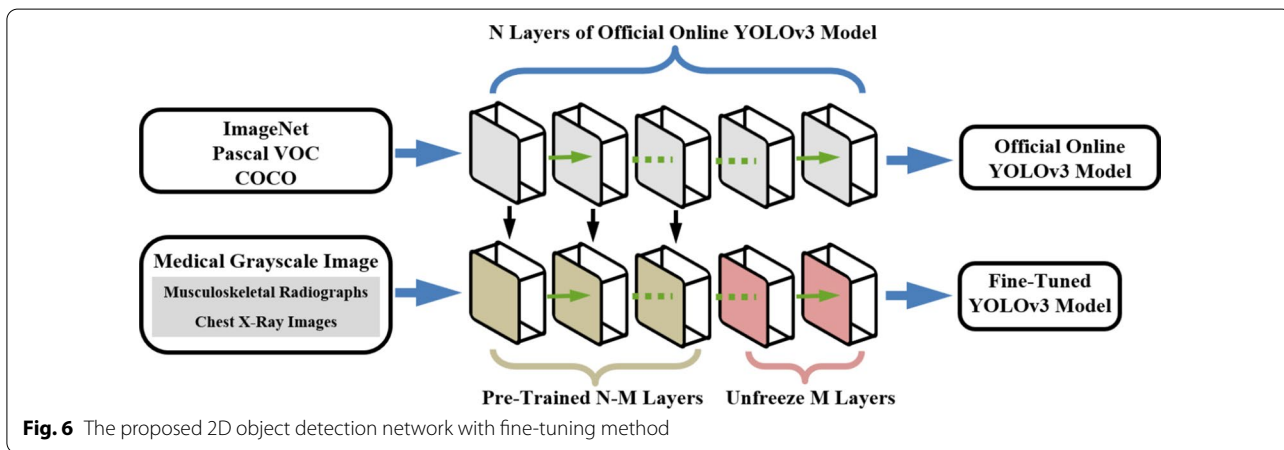 N Layers of Official Online YOLOv3 Model
ImageNet
Pascal VOC
COCO
Official Online
YOLOv3 Model
Medical Grayscale Image
Musculoskeletal Radiographs
Chest X-Ray Images
Fine-Tuned
YOLOv3 Model
Pre-Trained N-M Layers
Unfreeze M Layers
Fig. 6 The proposed 2D object detection network with fine-tuning method